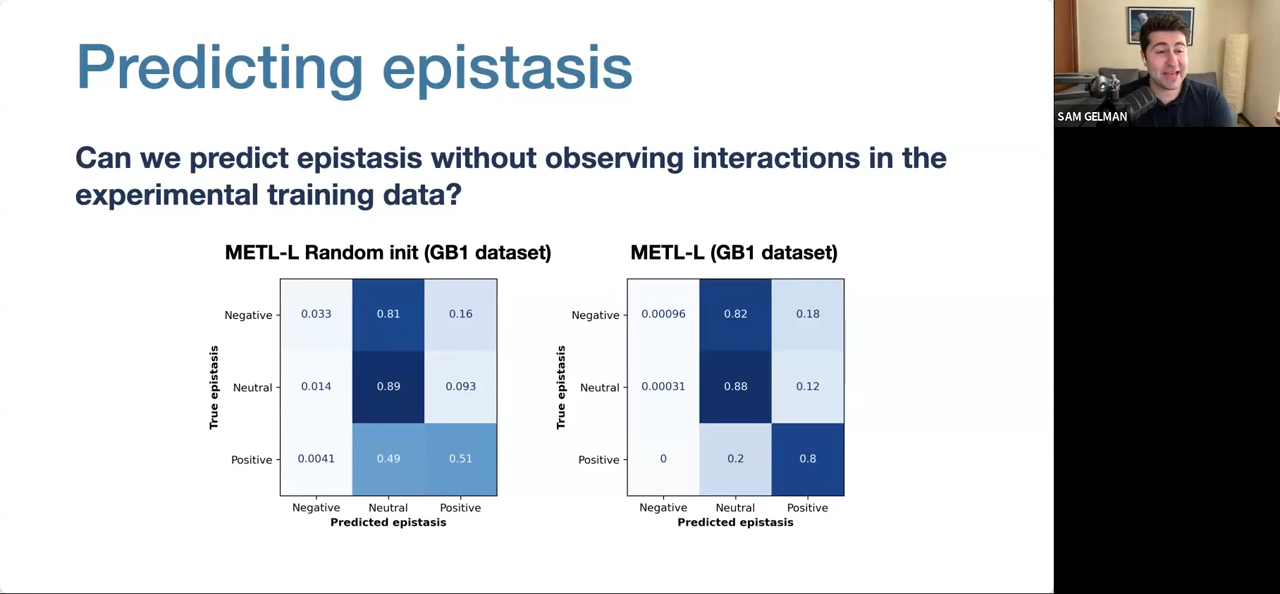 Predicting epistasis
SAM GELMAN
Can we predict epistasis without observing interactions in the
experimental training data?
METL-L Random init (GB1 dataset)
Negative
0.033 0.81 0.16
Neutral
0.014 0.89 0.093
Positive
0.0041 0.49 0.51
True epistasis
Negative Neutral Positive
Predicted epistasis
METL-L (GB1 dataset)
Negative
0.00096 0.82 0.18
Neutral
0.00031 0.88 0.12
Positive
0 0.2 0.8
True epistasis
Negative Neutral Positive
Predicted epistasis